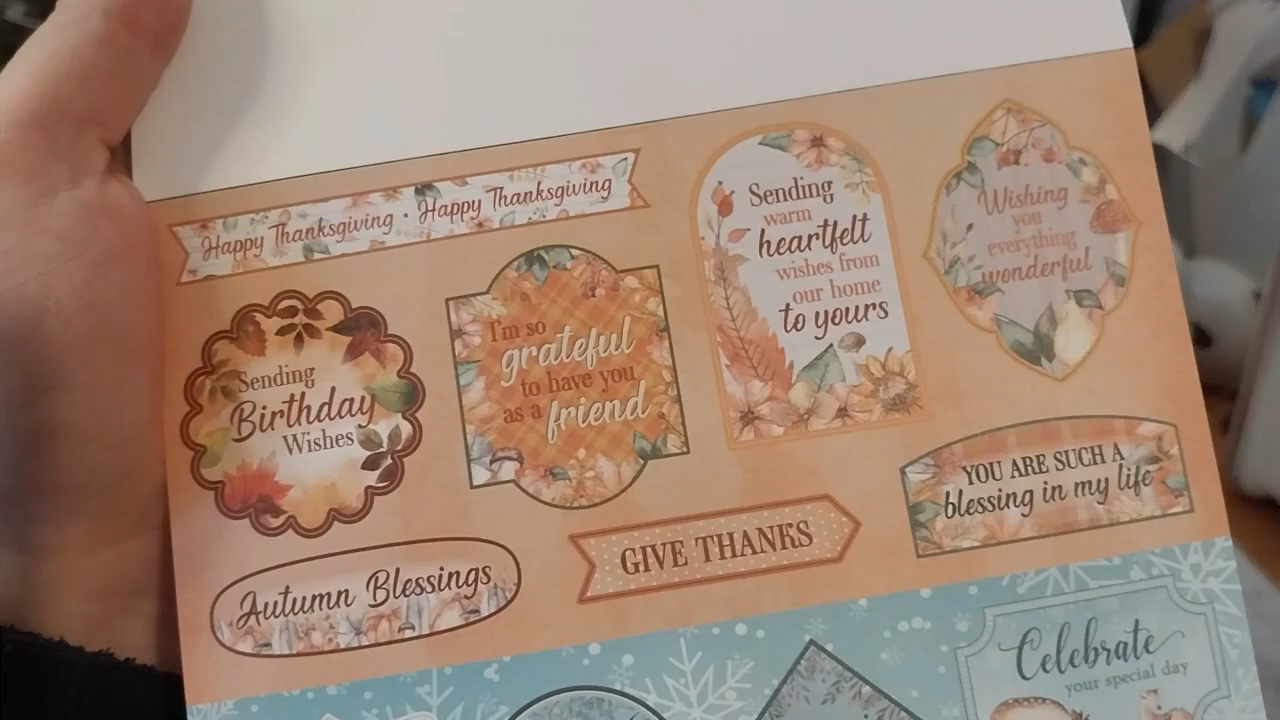 Happy Thanksgiving · Happy Thanksgiving
Sending
warm
heartfelt
wishes from
our home
to yours
Wishing
you
everything
wonderful
Sending
Birthday
Wishes
I'm so
grateful
to have you
as a friend
YOU ARE SUCH A
blessing in my life
GIVE THANKS
Autumn Blessings
Celebrate
your special day